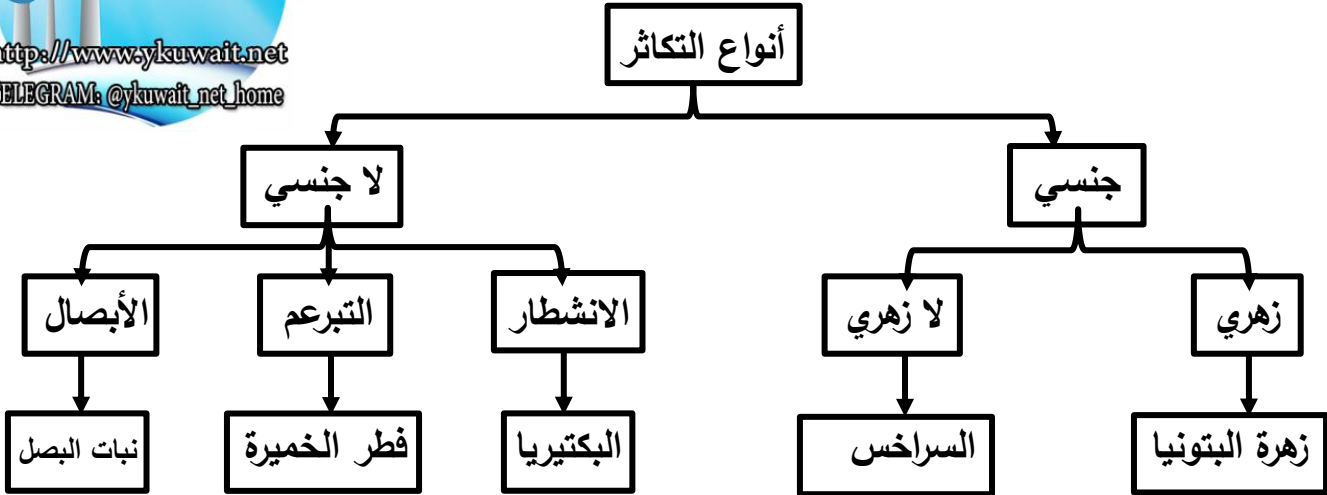 http://www.ykuwait.net
TELEGRAM: @ykuwait_net_home
أنواع التكاثر
جنسي
لا جنسي
زهري
لا زهري
الانشطار
التبرعم
الأبصال
زهرة البتونيا
السراخس
البكتيريا
فطر الخميرة
نبات البصل